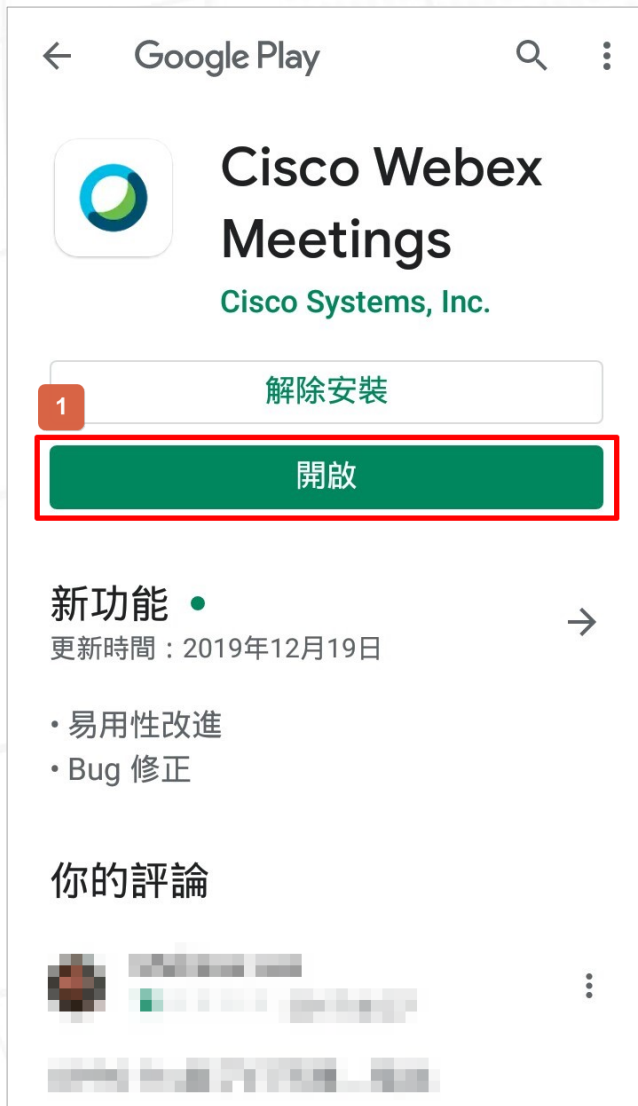 Google Play
Cisco Webex
Meetings
Cisco Systems, Inc.
解除安裝
1
開啟
新功能 •
更新時間：2019年12月19日
• 易用性改進
• Bug 修正
你的評論